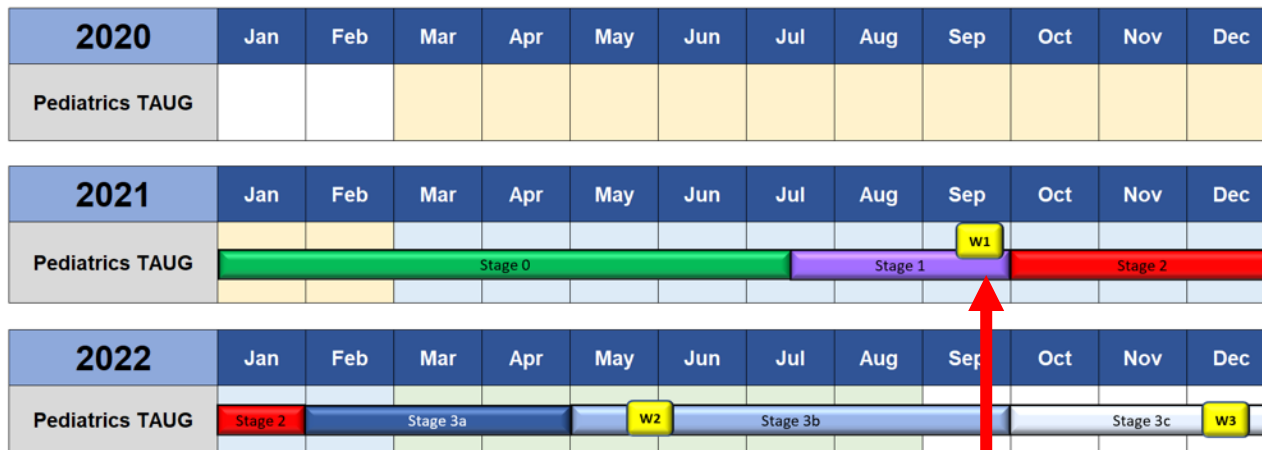 2020 Jan Feb Mar Apr May Jun Jul Aug Sep Oct Nov Dec
Pediatrics TAUG
2021 Jan Feb Mar Apr May Jun Jul Aug Sep Oct Nov Dec
W1
Pediatrics TAUG Stage 0 Stage 1 Stage 2
2022 Jan Feb Mar Apr May Jun Jul Aug Sep Oct Nov Dec
Pediatrics TAUG Stage 2 Stage 3a W2 Stage 3b Stage 3c W3